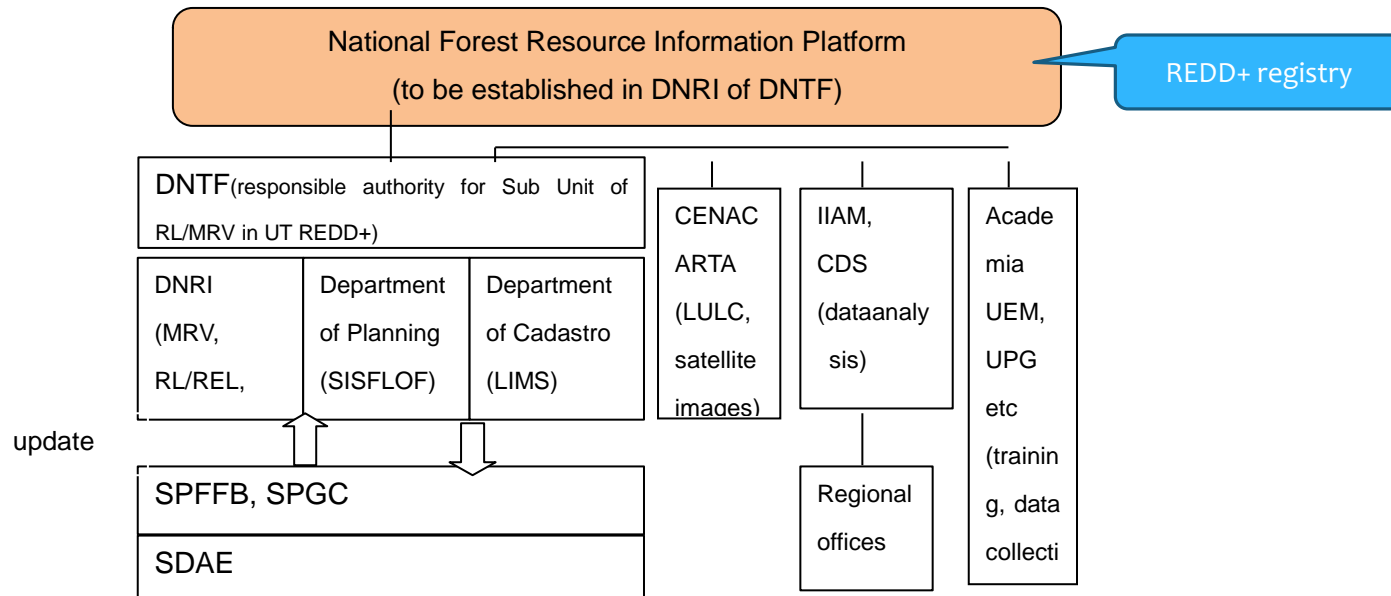 National Forest Resource Information Platform
(to be established in DNRI of DNTF)
REDD+ registry
DNTF(responsible authority for Sub Unit of
RL/MRV in UT REDD+)
DNRI
(MRV,
RL/REL,
Department
of Planning
(SISFLOF)
Department
of Cadastro
(LIMS)
CENAC
ARTA
(LULC,
satellite
images)
IIAM,
CDS
(dataanaly
sis)
Acade
mia
UEM,
UPG
etc
(trainin
g, data
collecti
update
SPFFB, SPGC
SDAE
Regional
offices